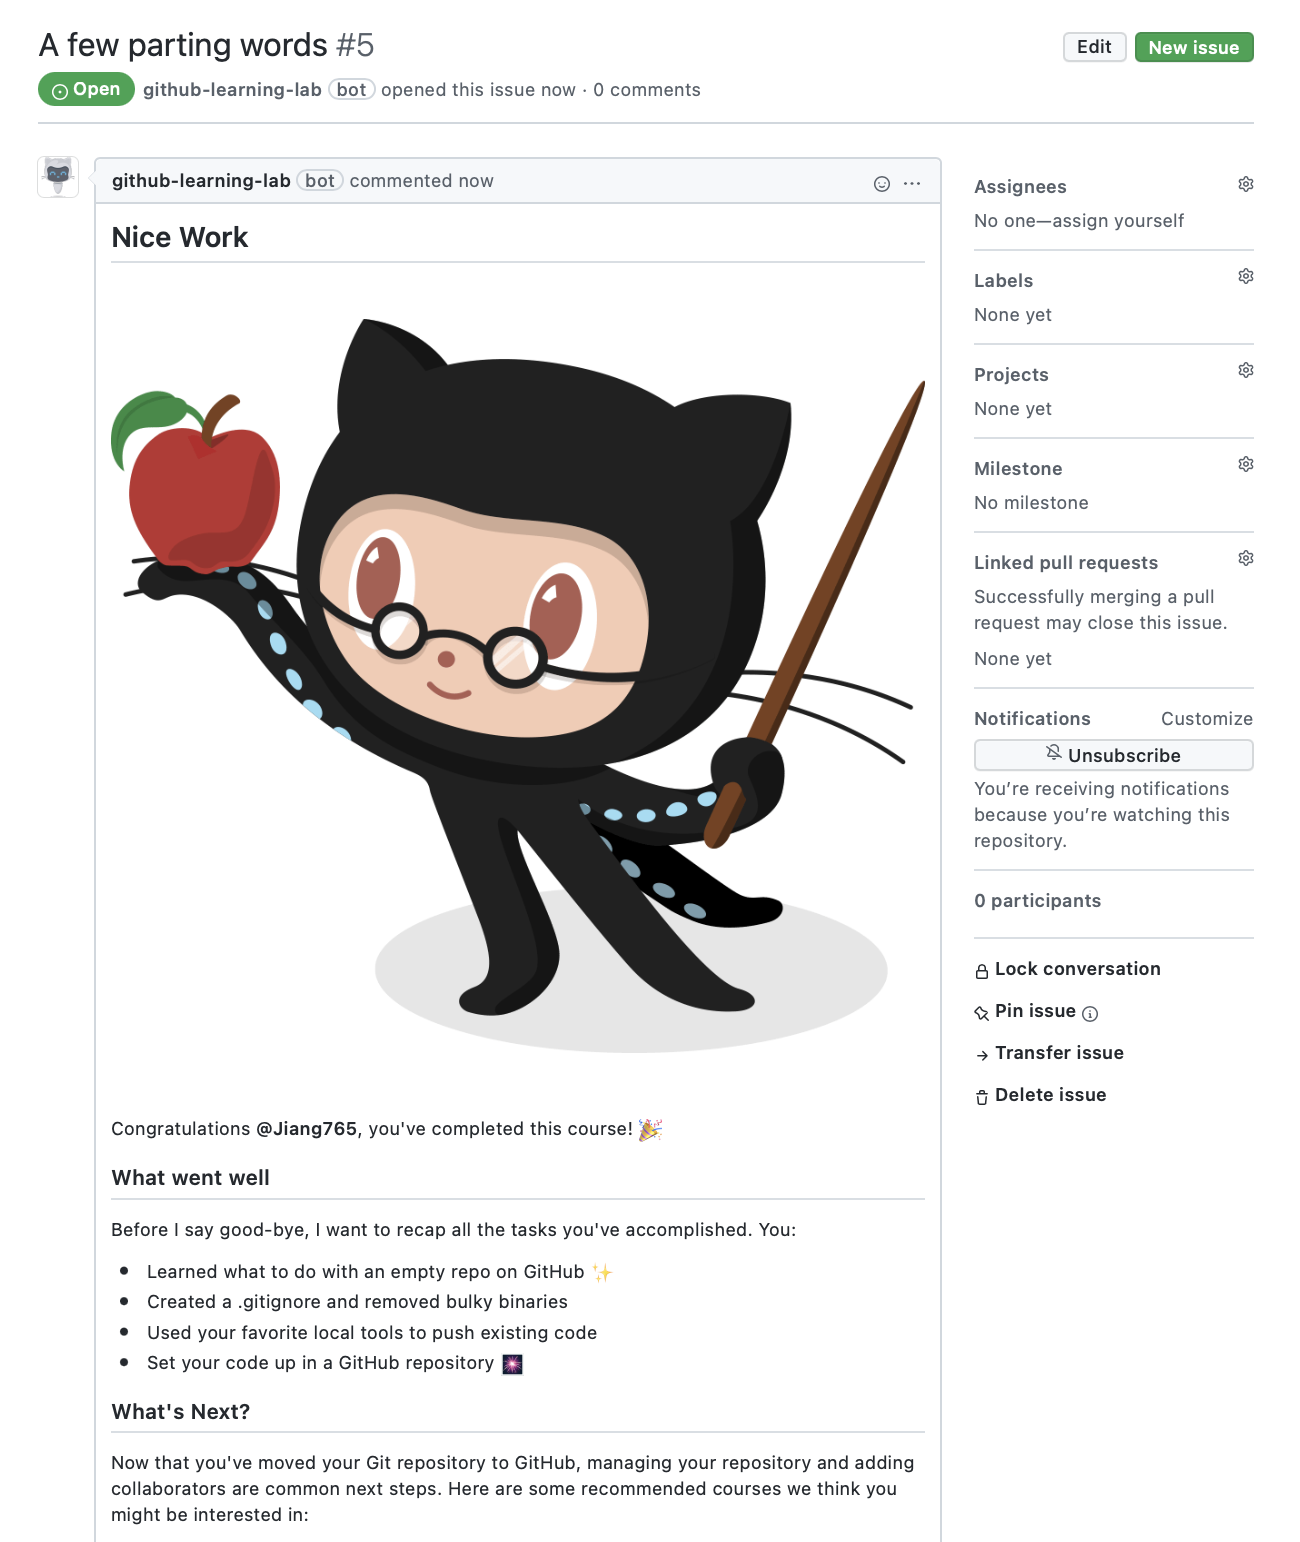 A few parting words #5
Edit
New issue
Open
github-learning-lab bot opened this issue now · 0 comments
github-learning-lab bot commented now
Nice Work
Congratulations @Jiang765, you've completed this course! 🎉
What went well
Before I say good-bye, I want to recap all the tasks you've accomplished. You:
• Learned what to do with an empty repo on GitHub ✨
• Created a .gitignore and removed bulky binaries
• Used your favorite local tools to push existing code
• Set your code up in a GitHub repository 🎆
What's Next?
Now that you've moved your Git repository to GitHub, managing your repository and adding
collaborators are common next steps. Here are some recommended courses we think you
might be interested in:
Assignees
No one—assign yourself
Labels
None yet
Projects
None yet
Milestone
No milestone
Linked pull requests
Successfully merging a pull
request may close this issue.
None yet
Notifications
Customize
Unsubscribe
You’re receiving notifications
because you’re watching this
repository.
0 participants
Lock conversation
Pin issue
Transfer issue
Delete issue